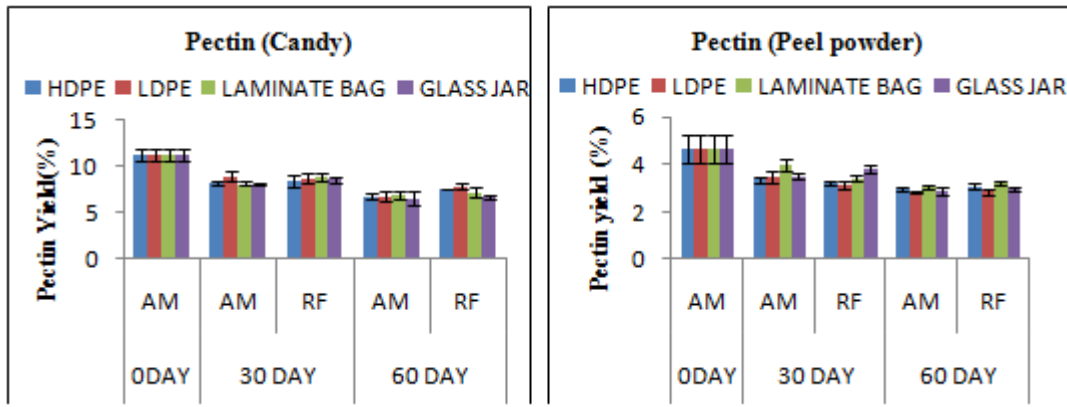 Pectin (Candy)
HDPE LDPE LAMINATE BAG GLASS JAR
Pectin Yield(%)
15
10
5
0
AM AM RF AM RF
0DAY 30 DAY 60 DAY
Pectin (Peel powder)
HDPE LDPE LAMINATE BAG GLASS JAR
Pectin yield (%)
6
4
2
0
AM AM RF AM RF
0DAY 30 DAY 60 DAY